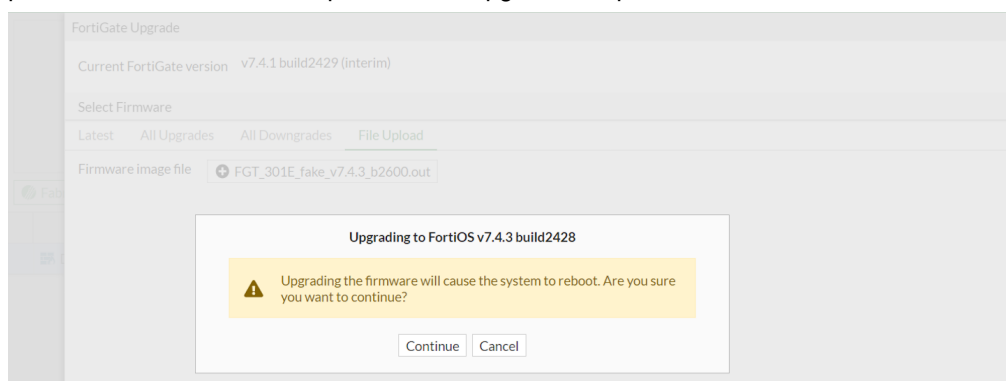 FortiGate Upgrade
Current FortiGate version v7.4.1 build2429 (interim)
Select Firmware
Latest All Upgrades All Downgrades File Upload
Firmware image file FGT_301E_fake_v7.4.3_b2600.out
Upgrading to FortiOS v7.4.3 build2428
Upgrading the firmware will cause the system to reboot. Are you sure
you want to continue?
Continue Cancel